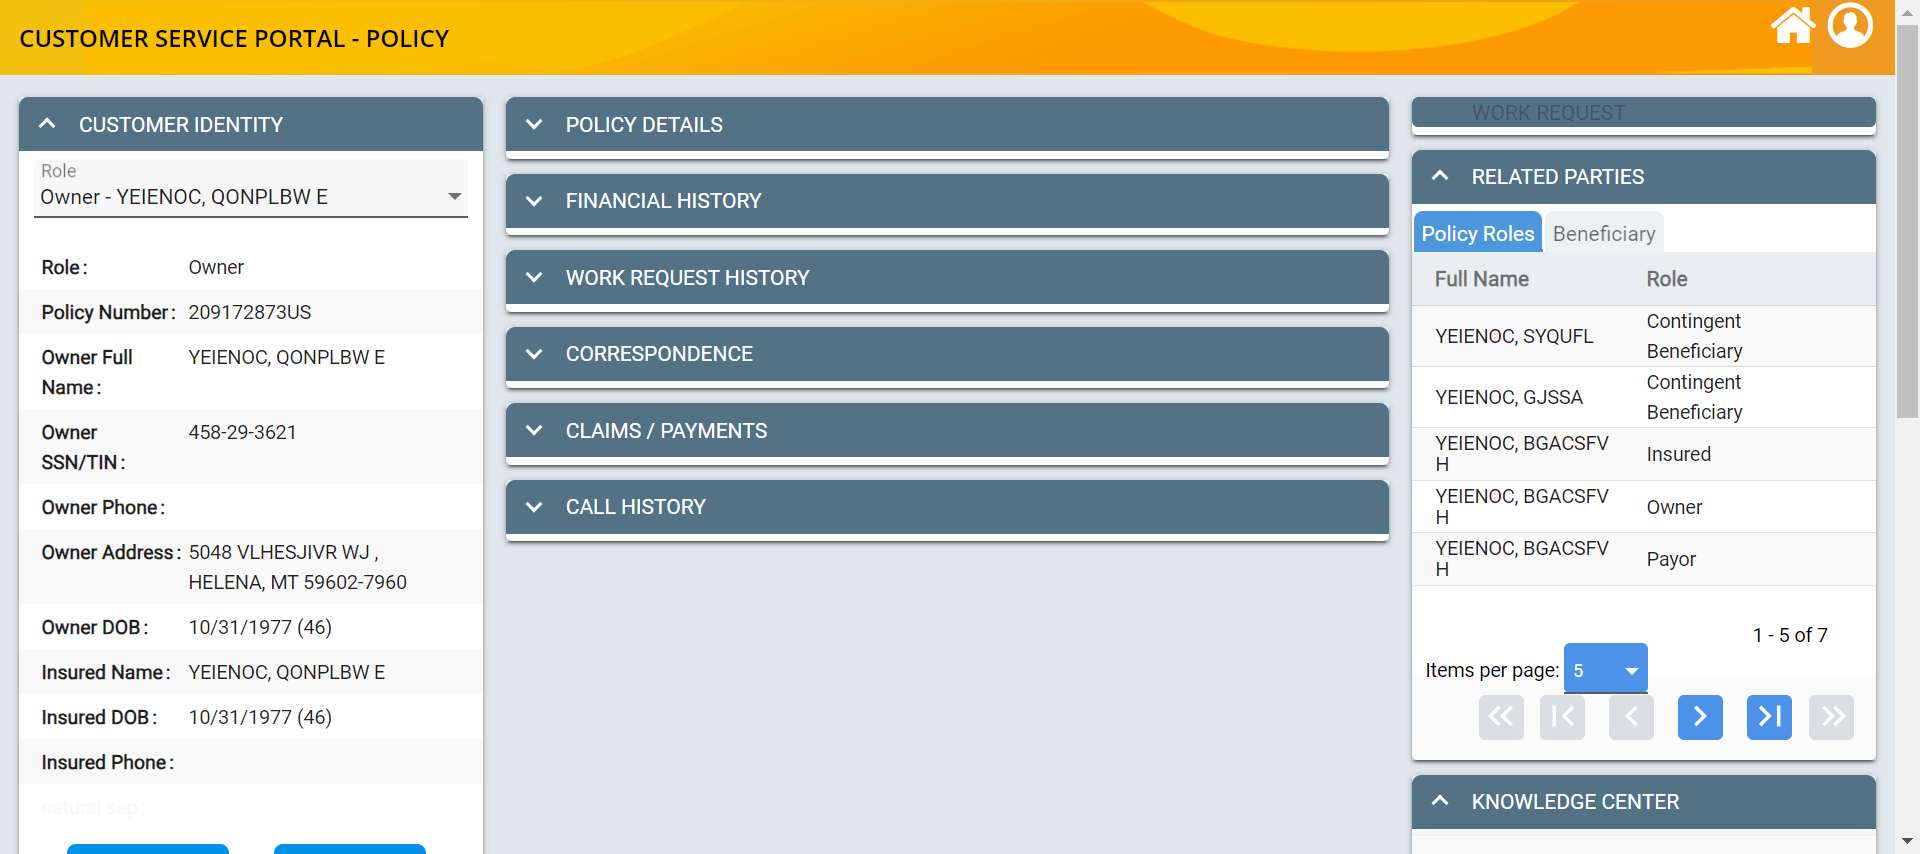 CUSTOMER SERVICE PORTAL - POLICY
CUSTOMER IDENTITY
Role
Owner - YEIENOC, QONPLBW E
Role: Owner
Policy Number: 209172873US
Owner Full YEIENOC, QONPLBW E
Name:
Owner 458-29-3621
SSN/TIN:
Owner Phone:
Owner Address: 5048 VLHESJIVR WJ ,
HELENA, MT 59602-7960
Owner DOB: 10/31/1977 (46)
Insured Name: YEIENOC, QONPLBW E
Insured DOB: 10/31/1977 (46)
Insured Phone:
natural sep:
POLICY DETAILS
FINANCIAL HISTORY
WORK REQUEST HISTORY
CORRESPONDENCE
CLAIMS / PAYMENTS
CALL HISTORY
WORK REQUEST
RELATED PARTIES
Policy Roles Beneficiary
Full Name Role
YEIENOC, SYQUFL Contingent
Beneficiary
YEIENOC, GJSSA Contingent
Beneficiary
YEIENOC, BGACSFV
H Insured
YEIENOC, BGACSFV
H Owner
YEIENOC, BGACSFV
H Payor
1 - 5 of 7
Items per page: 5
KNOWLEDGE CENTER